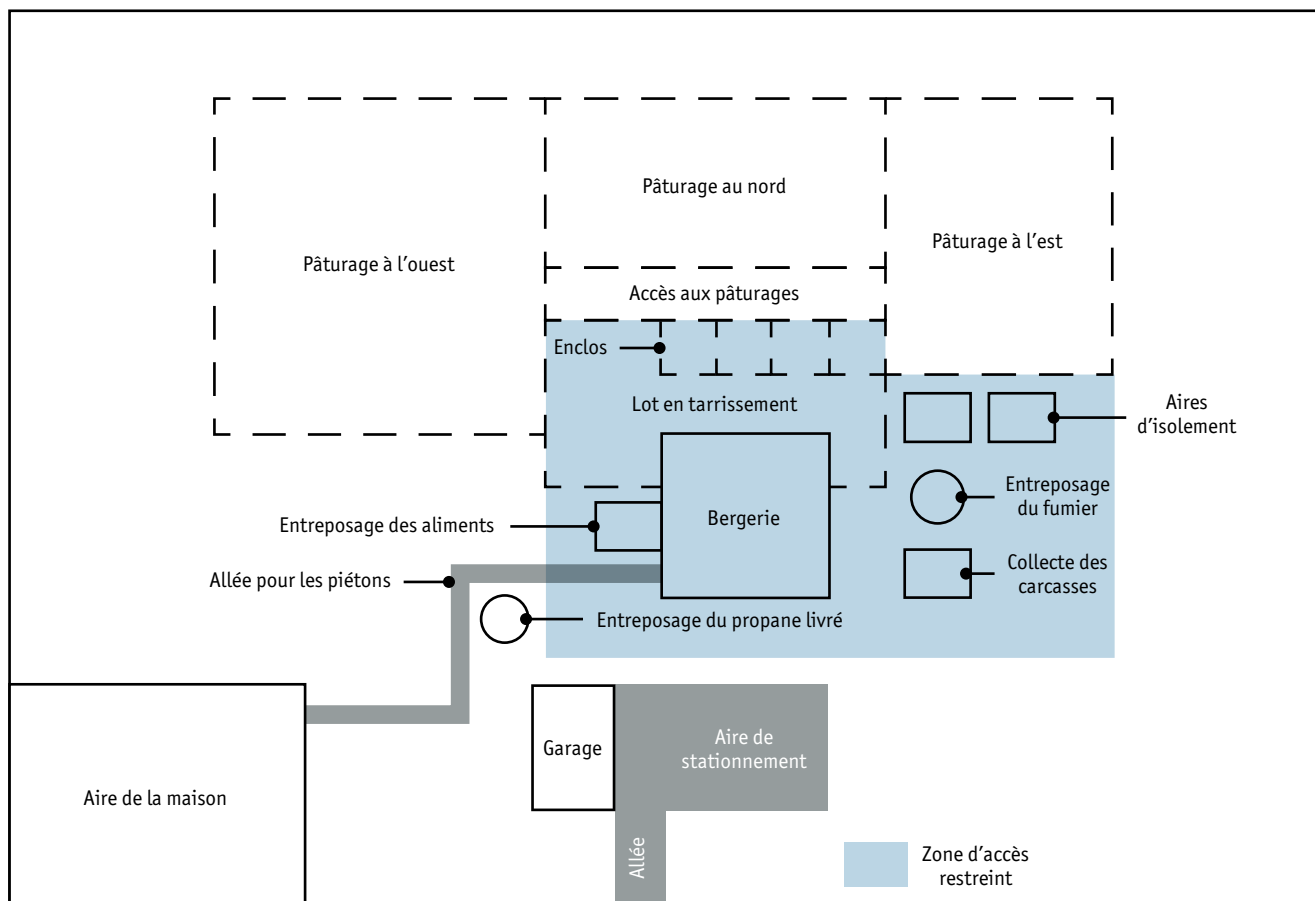 Pâturage au nord
Pâturage à l'ouest
Pâturage à l'est
Accès aux pâturages
Enclos
Lot en tarrissement
Aires
d'isolement
Entreposage
du fumier
Bergerie
Entreposage des aliments
Collecte des
carcasses
Allée pour les piétons
Entreposage du propane livré
Aire de la maison
Garage
Aire de
stationnement
Allée
Zone d'accès
restreint